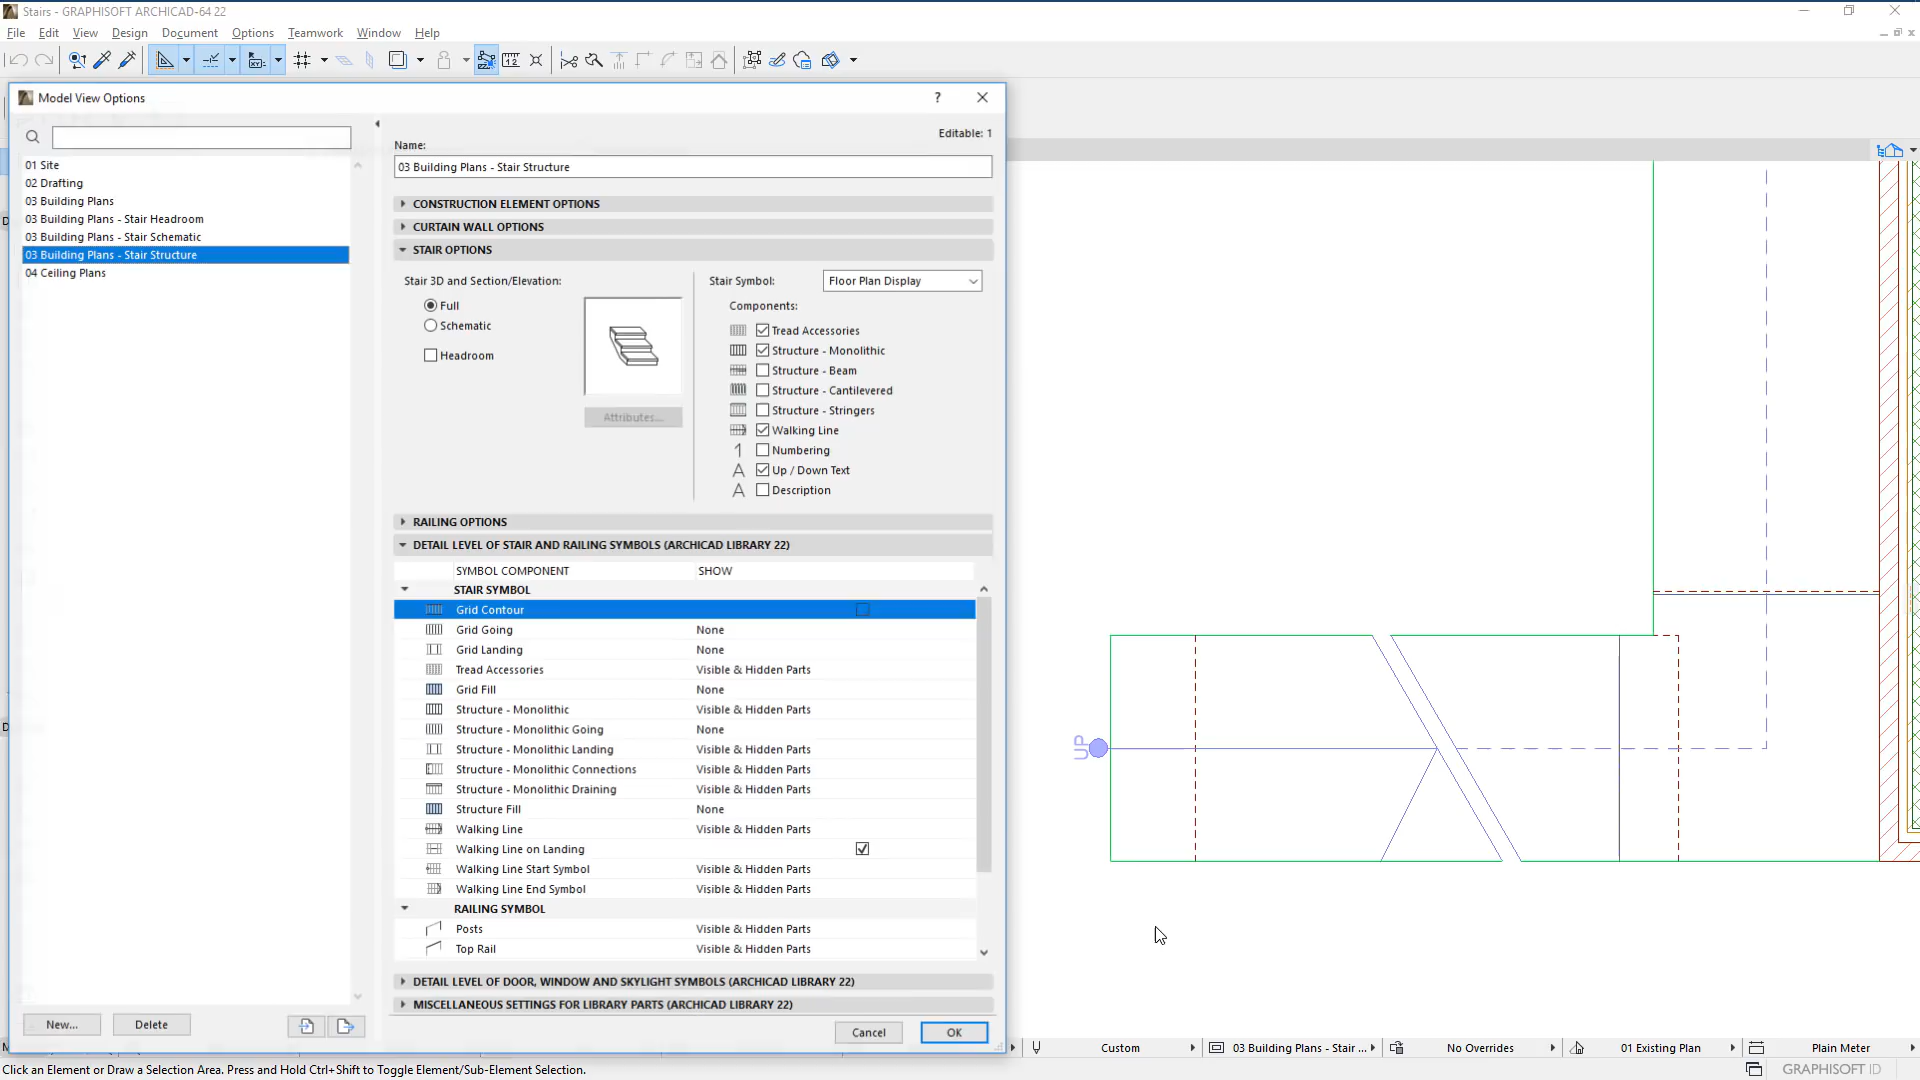 Stairs - GRAPHISOFT ARCHICAD-64 22
File Edit View Design Document Options Teamwork Window Help
Model View Options
?
Editable: 1
Name:
03 Building Plans - Stair Structure
01 Site
02 Drafting
03 Building Plans
03 Building Plans - Stair Headroom
03 Building Plans - Stair Schematic
03 Building Plans - Stair Structure
04 Ceiling Plans
CONSTRUCTION ELEMENT OPTIONS
CURTAIN WALL OPTIONS
STAIR OPTIONS
Stair 3D and Section/Elevation:
Full
Schematic
Headroom
Attributes...
Stair Symbol: Floor Plan Display
Components:
Tread Accessories
Structure - Monolithic
Structure - Beam
Structure - Cantilevered
Structure - Stringers
Walking Line
1 Numbering
A Up / Down Text
A Description
RAILING OPTIONS
DETAIL LEVEL OF STAIR AND RAILING SYMBOLS (ARCHICAD LIBRARY 22)
SYMBOL COMPONENT SHOW
STAIR SYMBOL
Grid Contour
Grid Going None
Grid Landing None
Tread Accessories Visible & Hidden Parts
Grid Fill None
Structure - Monolithic Visible & Hidden Parts
Structure - Monolithic Going None
Structure - Monolithic Landing Visible & Hidden Parts
Structure - Monolithic Connections Visible & Hidden Parts
Structure - Monolithic Draining Visible & Hidden Parts
Structure Fill None
Walking Line Visible & Hidden Parts
Walking Line on Landing
Walking Line Start Symbol Visible & Hidden Parts
Walking Line End Symbol Visible & Hidden Parts
RAILING SYMBOL
Posts Visible & Hidden Parts
Top Rail Visible & Hidden Parts
DETAIL LEVEL OF DOOR, WINDOW AND SKYLIGHT SYMBOLS (ARCHICAD LIBRARY 22)
MISCELLANEOUS SETTINGS FOR LIBRARY PARTS (ARCHICAD LIBRARY 22)
New... Delete
Cancel OK
UP
Custom 03 Building Plans - Stair ... No Overrides 01 Existing Plan Plain Meter
Click an Element or Draw a Selection Area. Press and Hold Ctrl+Shift to Toggle Element/Sub-Element Selection.
GRAPHISOFT ID